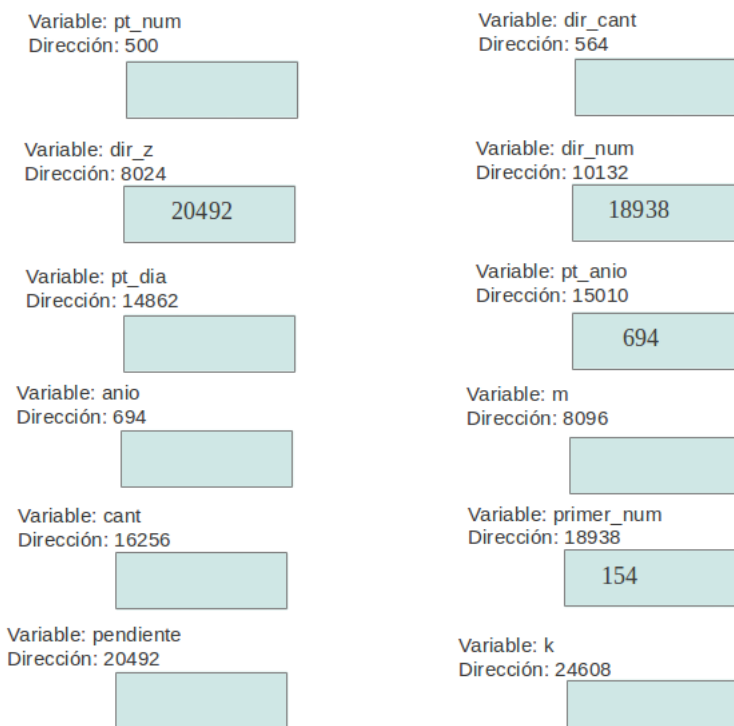 Variable: pt_num
Dirección: 500
Variable: dir_cant
Dirección: 564
Variable: dir_z
Dirección: 8024
20492
Variable: dir_num
Dirección: 10132
18938
Variable: pt_dia
Dirección: 14862
Variable: pt_anio
Dirección: 15010
694
Variable: anio
Dirección: 694
Variable: m
Dirección: 8096
Variable: cant
Dirección: 16256
Variable: primer_num
Dirección: 18938
154
Variable: pendiente
Dirección: 20492
Variable: k
Dirección: 24608